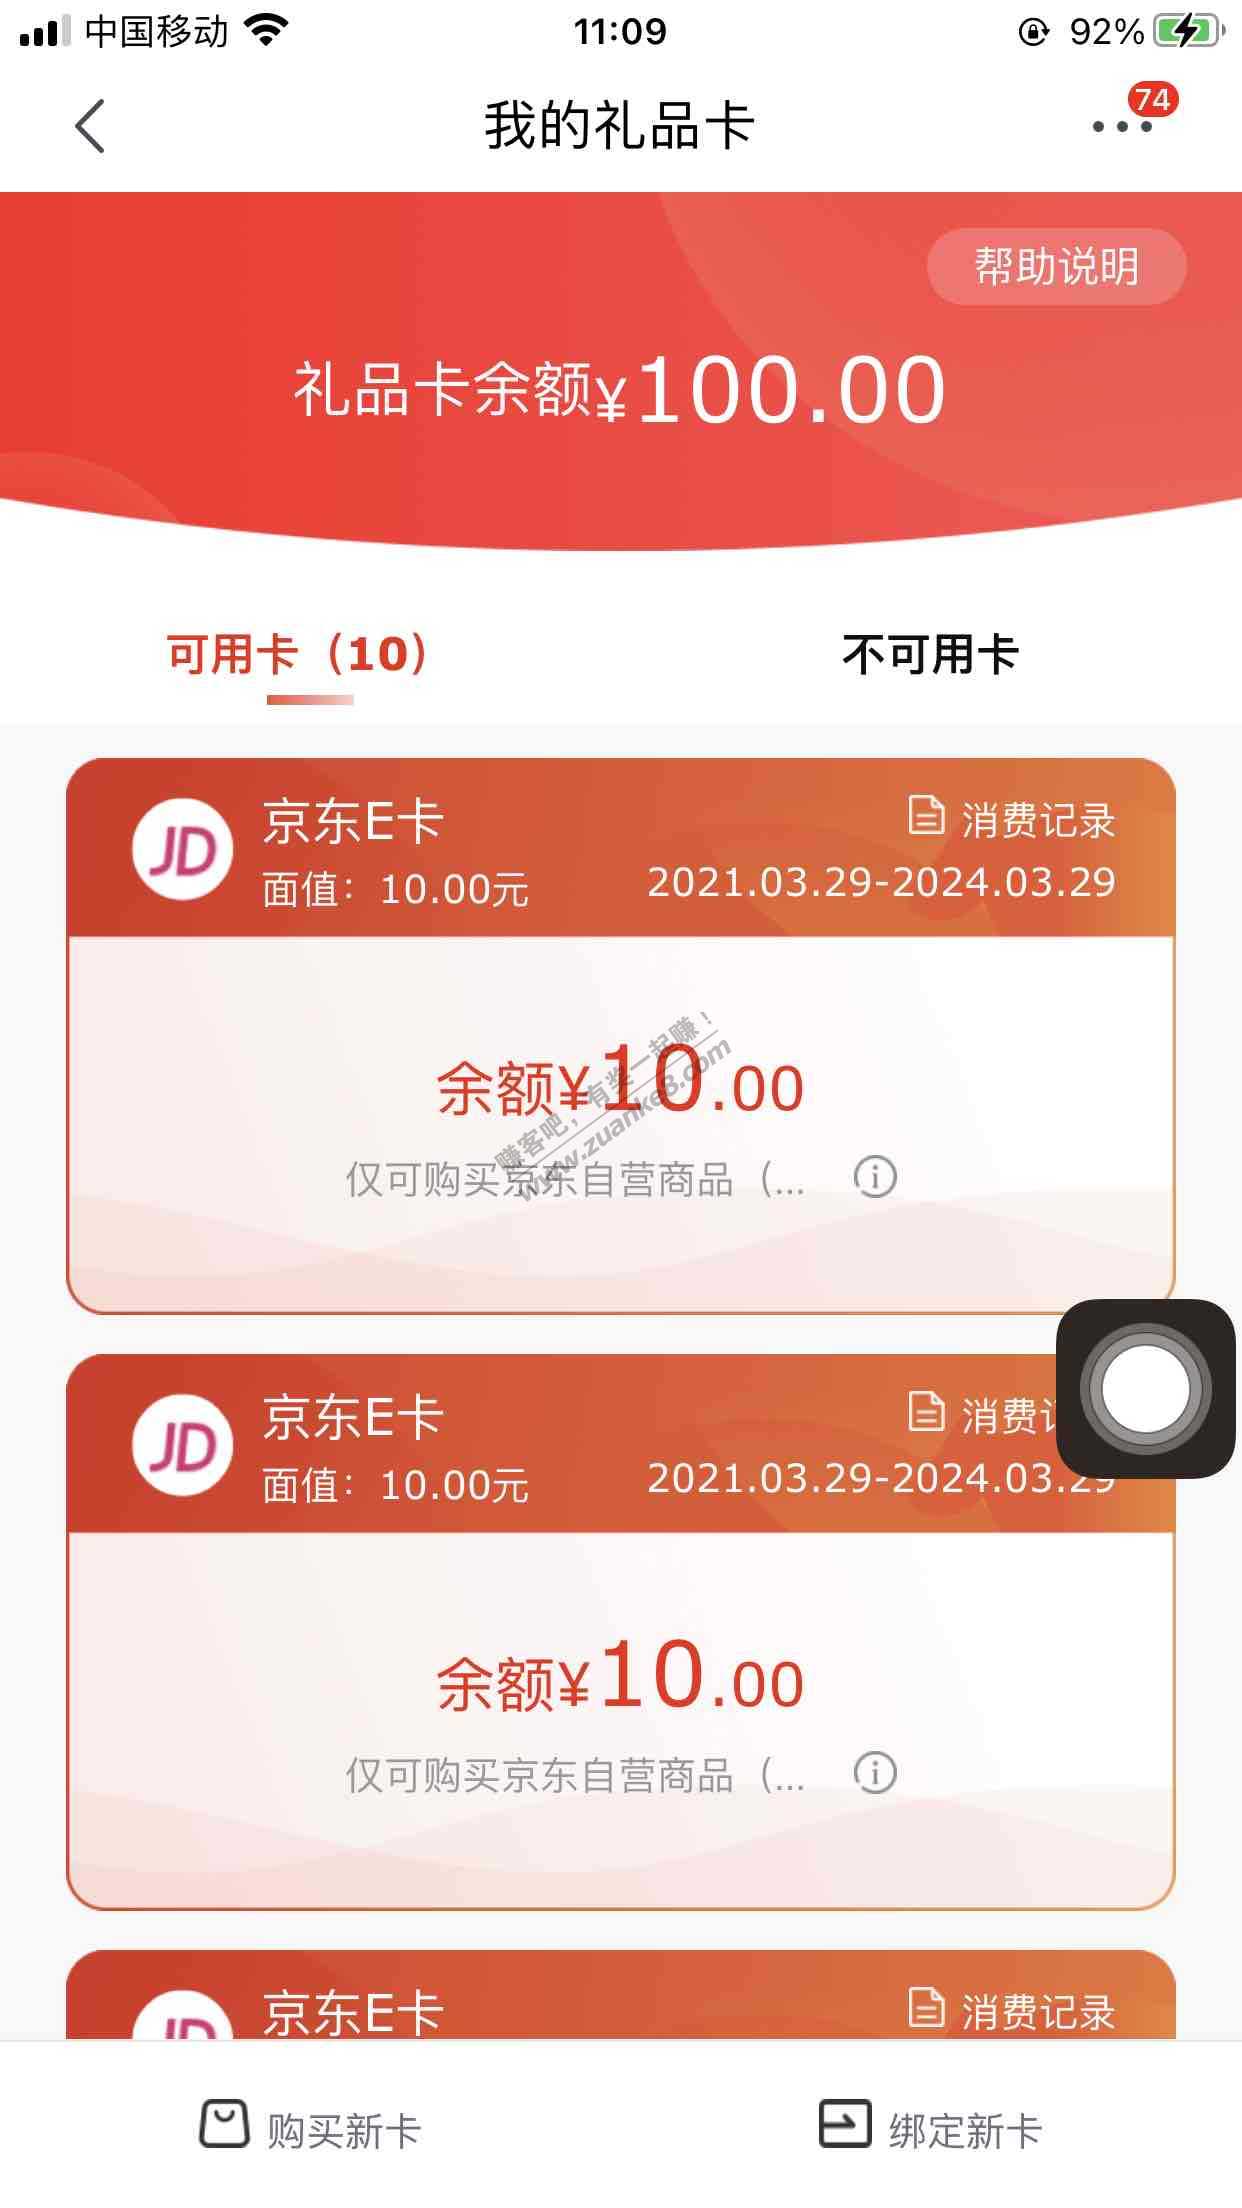 中国移动 11:09 92%
我的礼品卡 74
帮助说明
礼品卡余额¥100.00
可用卡（10） 不可用卡
JD 京东E卡 消费记录
面值：10.00元 2021.03.29-2024.03.29
余额¥10.00
仅可购买京东自营商品（...
赚客吧，有奖一起赚！
www.zuanke8.com
JD 京东E卡 消费
面值：10.00元 2021.03.29-2024.03.29
余额¥10.00
仅可购买京东自营商品（...
JD 京东E卡 消费记录
购买新卡 绑定新卡